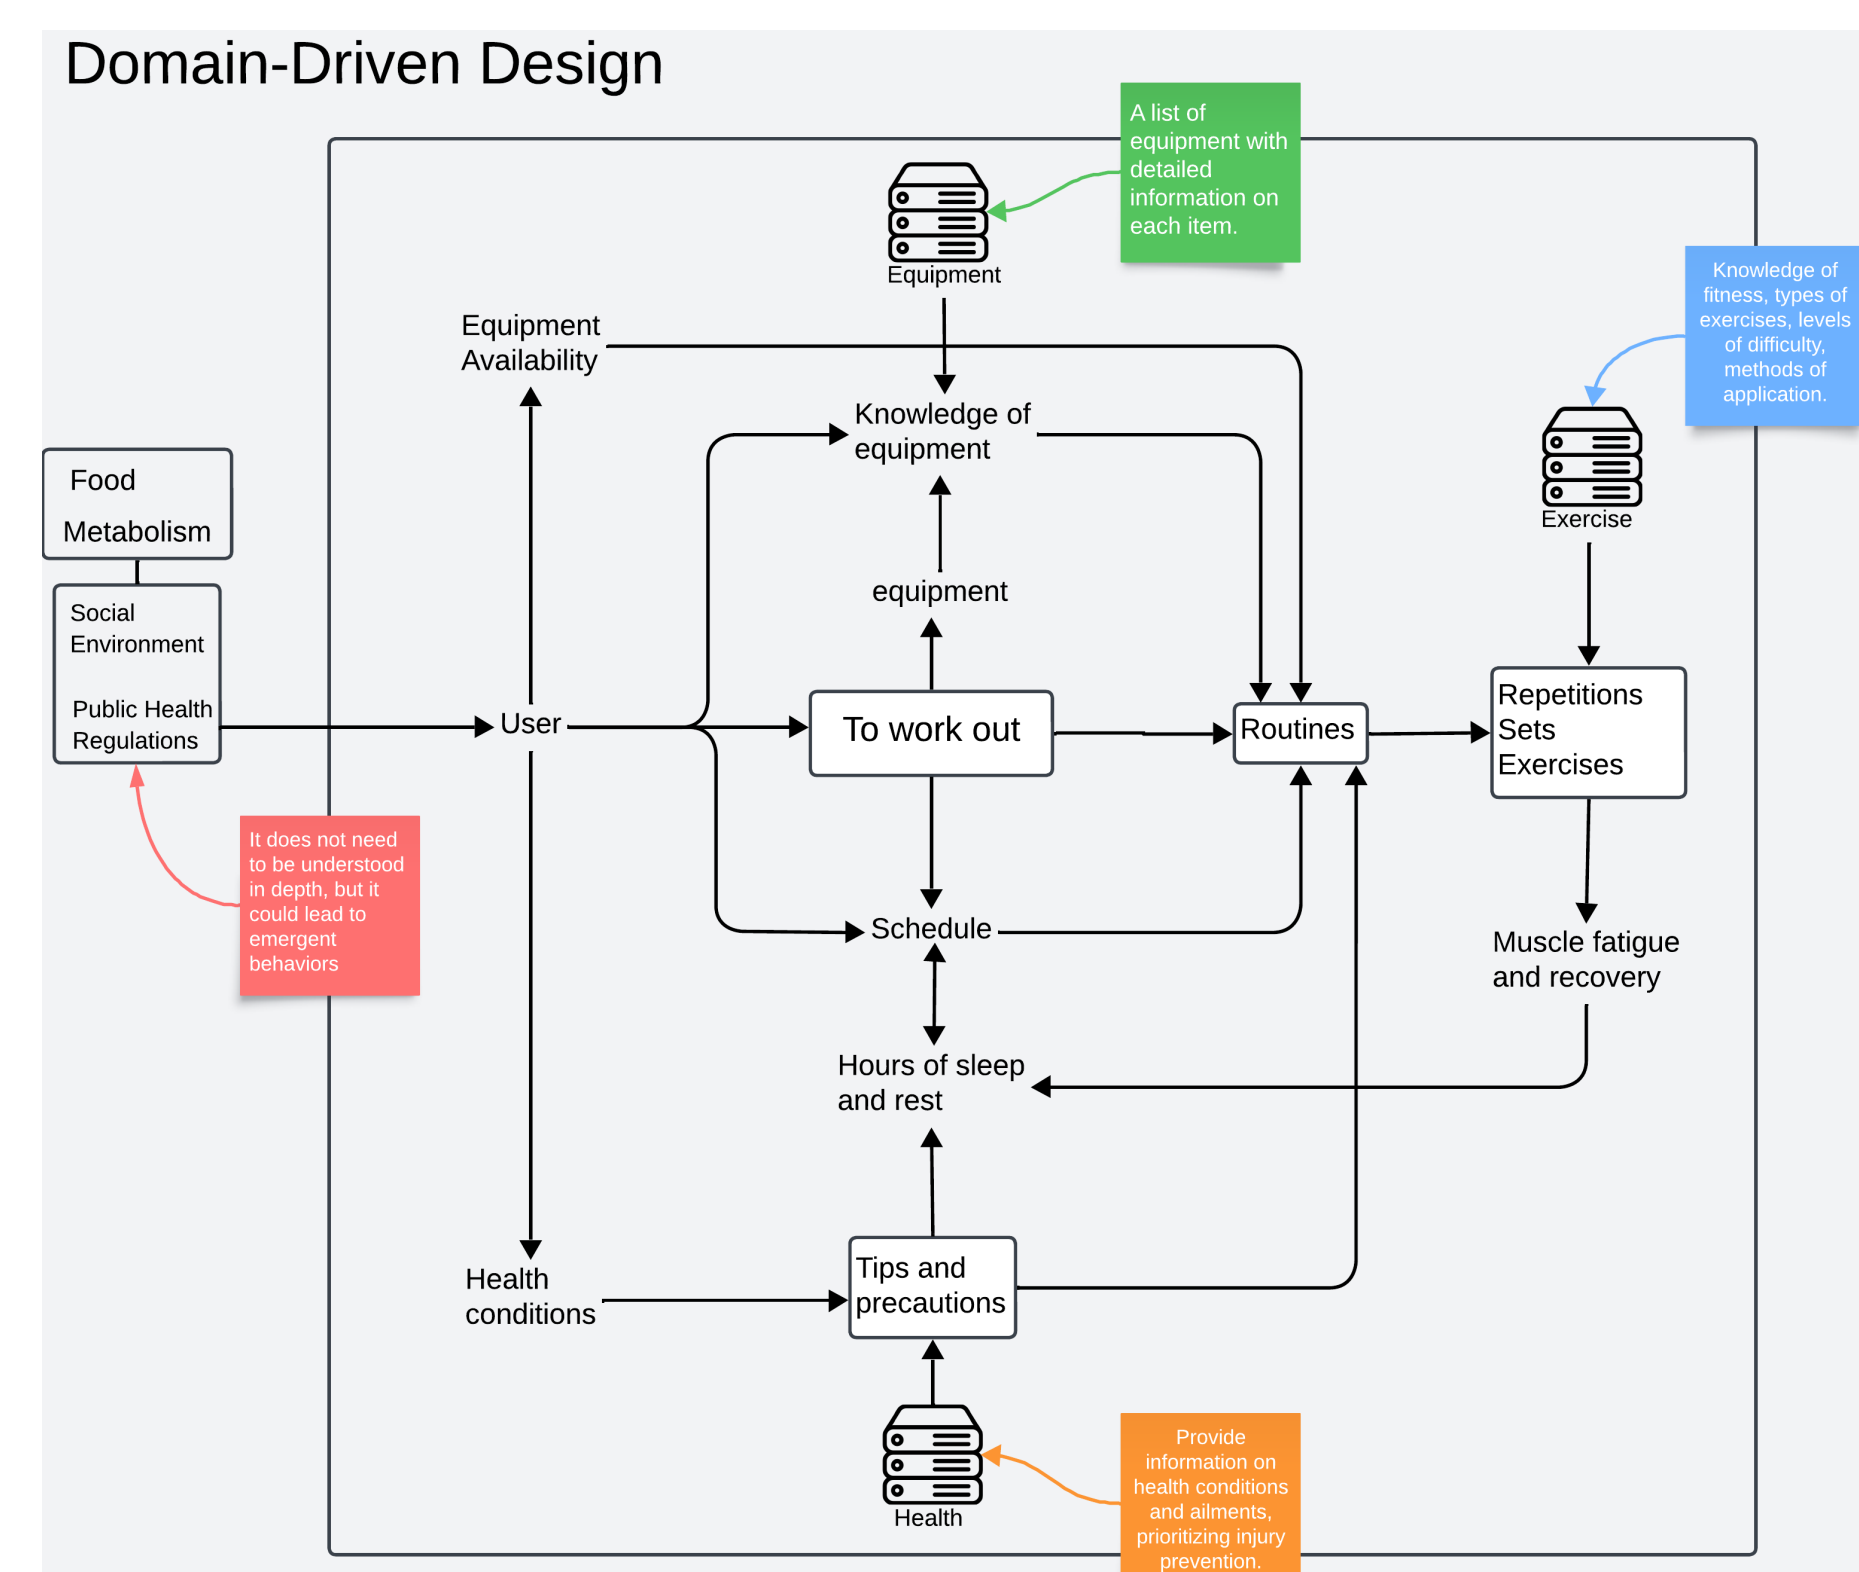 Domain-Driven Design
A list of
equipment with
detailed
information on
each item.
Equipment
Knowledge of
fitness, types of
exercises, levels
of difficulty,
methods of
application.
Equipment
Availability
Knowledge of
equipment
Exercise
Food
Metabolism
equipment
Social
Environment
Public Health
Regulations
User
To work out
Routines
Repetitions
Sets
Exercises
It does not need
to be understood
in depth, but it
could lead to
emergent
behaviors
Schedule
Muscle fatigue
and recovery
Hours of sleep
and rest
Health
conditions
Tips and
precautions
Health
Provide
information on
health conditions
and ailments,
prioritizing injury
prevention.